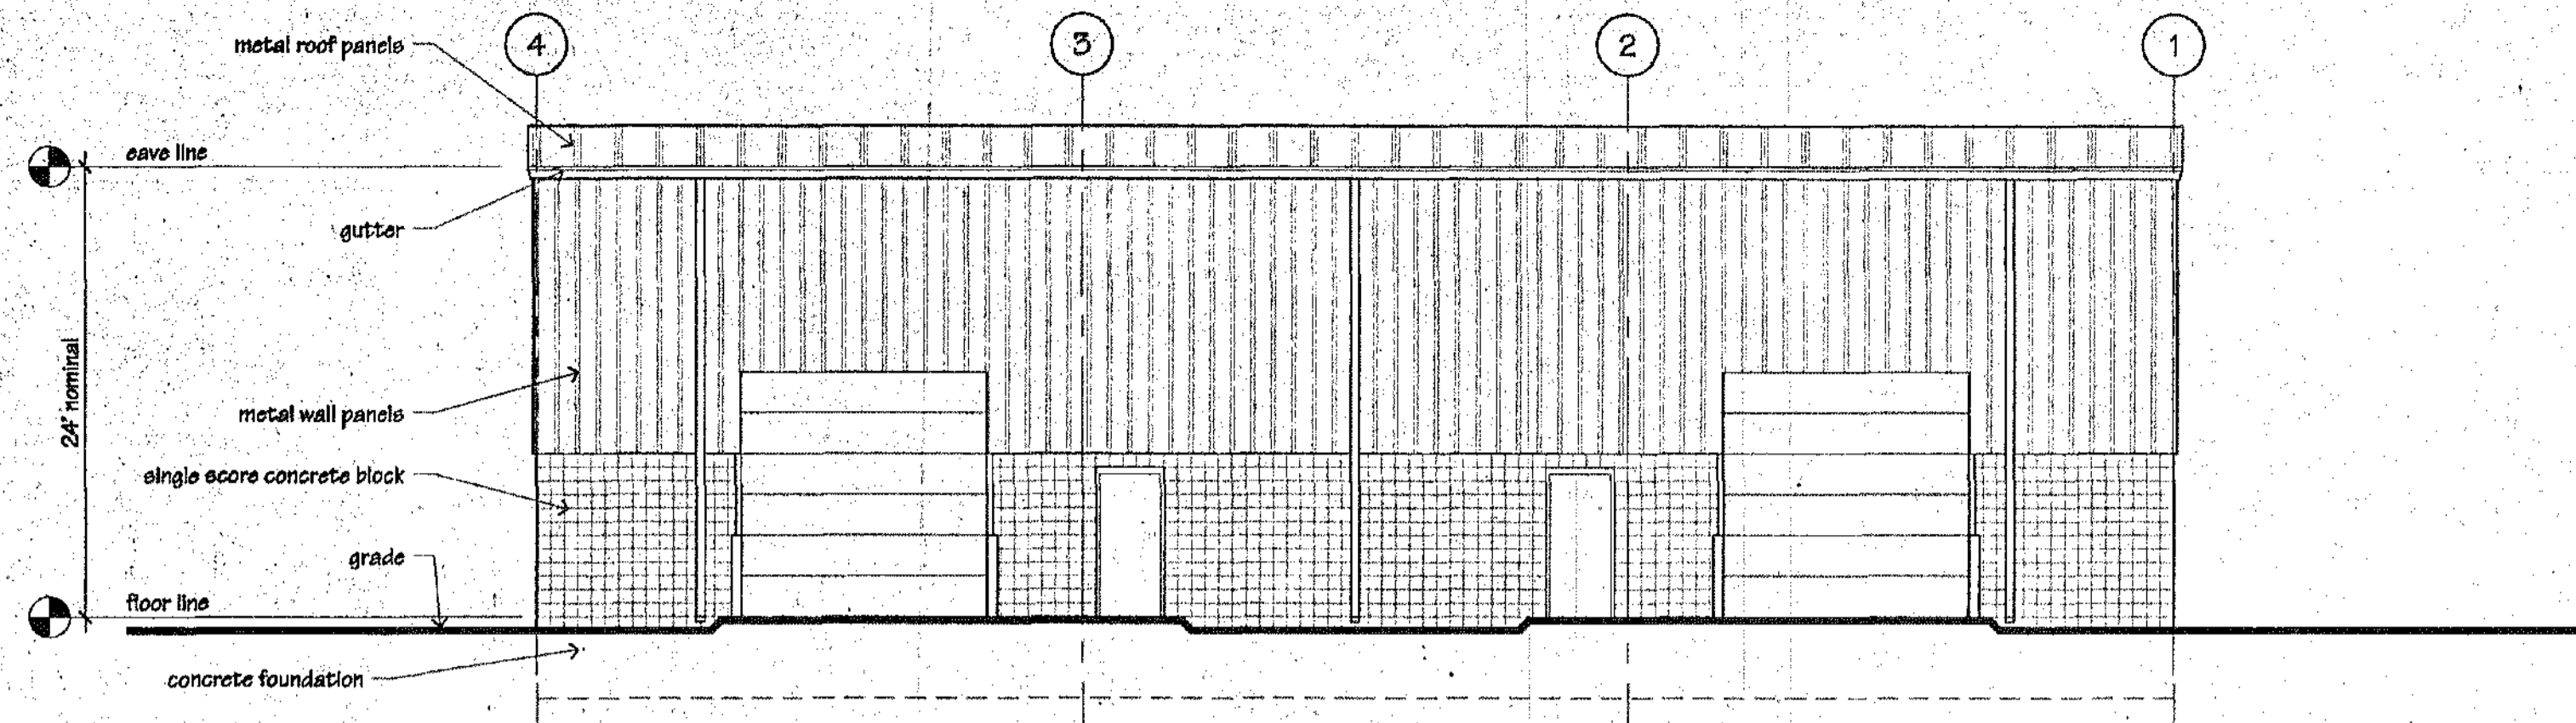 4
3
2
1
metal roof panels
eave line
gutter
24' nominal
metal wall panels
single score concrete block
grade
floor line
concrete foundation